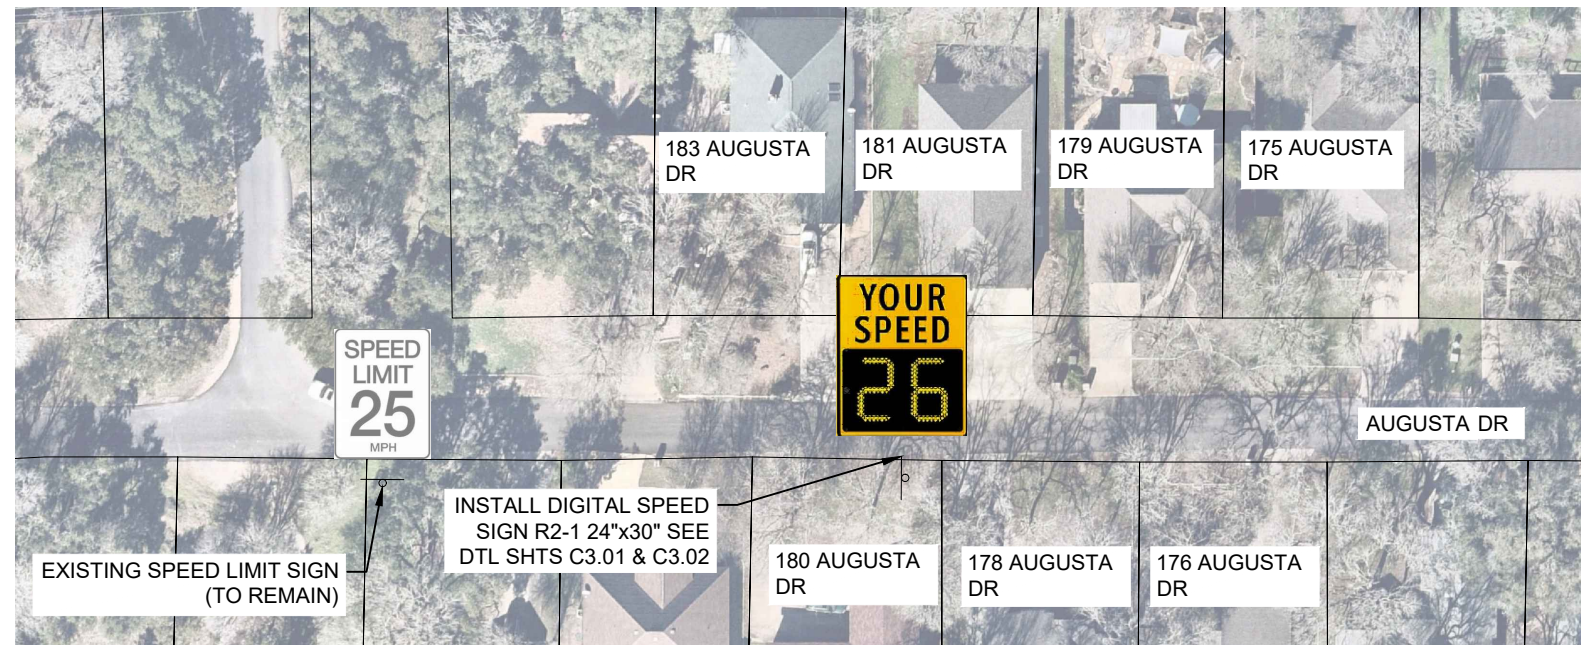 183 AUGUSTA
DR
181 AUGUSTA
DR
179 AUGUSTA
DR
175 AUGUSTA
DR
YOUR
SPEED
26
SPEED
LIMIT
25
MPH
AUGUSTA DR
INSTALL DIGITAL SPEED
SIGN R2-1 24"x30" SEE
DTL SHTS C3.01 & C3.02
EXISTING SPEED LIMIT SIGN
(TO REMAIN)
180 AUGUSTA
DR
178 AUGUSTA
DR
176 AUGUSTA
DR